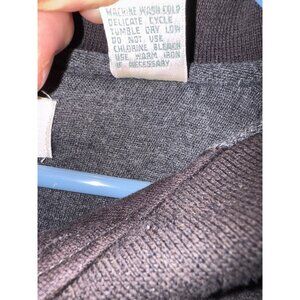 MACHINE WASH COLD
DELICATE CYCLE
TUMBLE DRY LOW
DO NOT USE
CHLORINE BLEACH
USE WARM IRON
IF NECESSARY